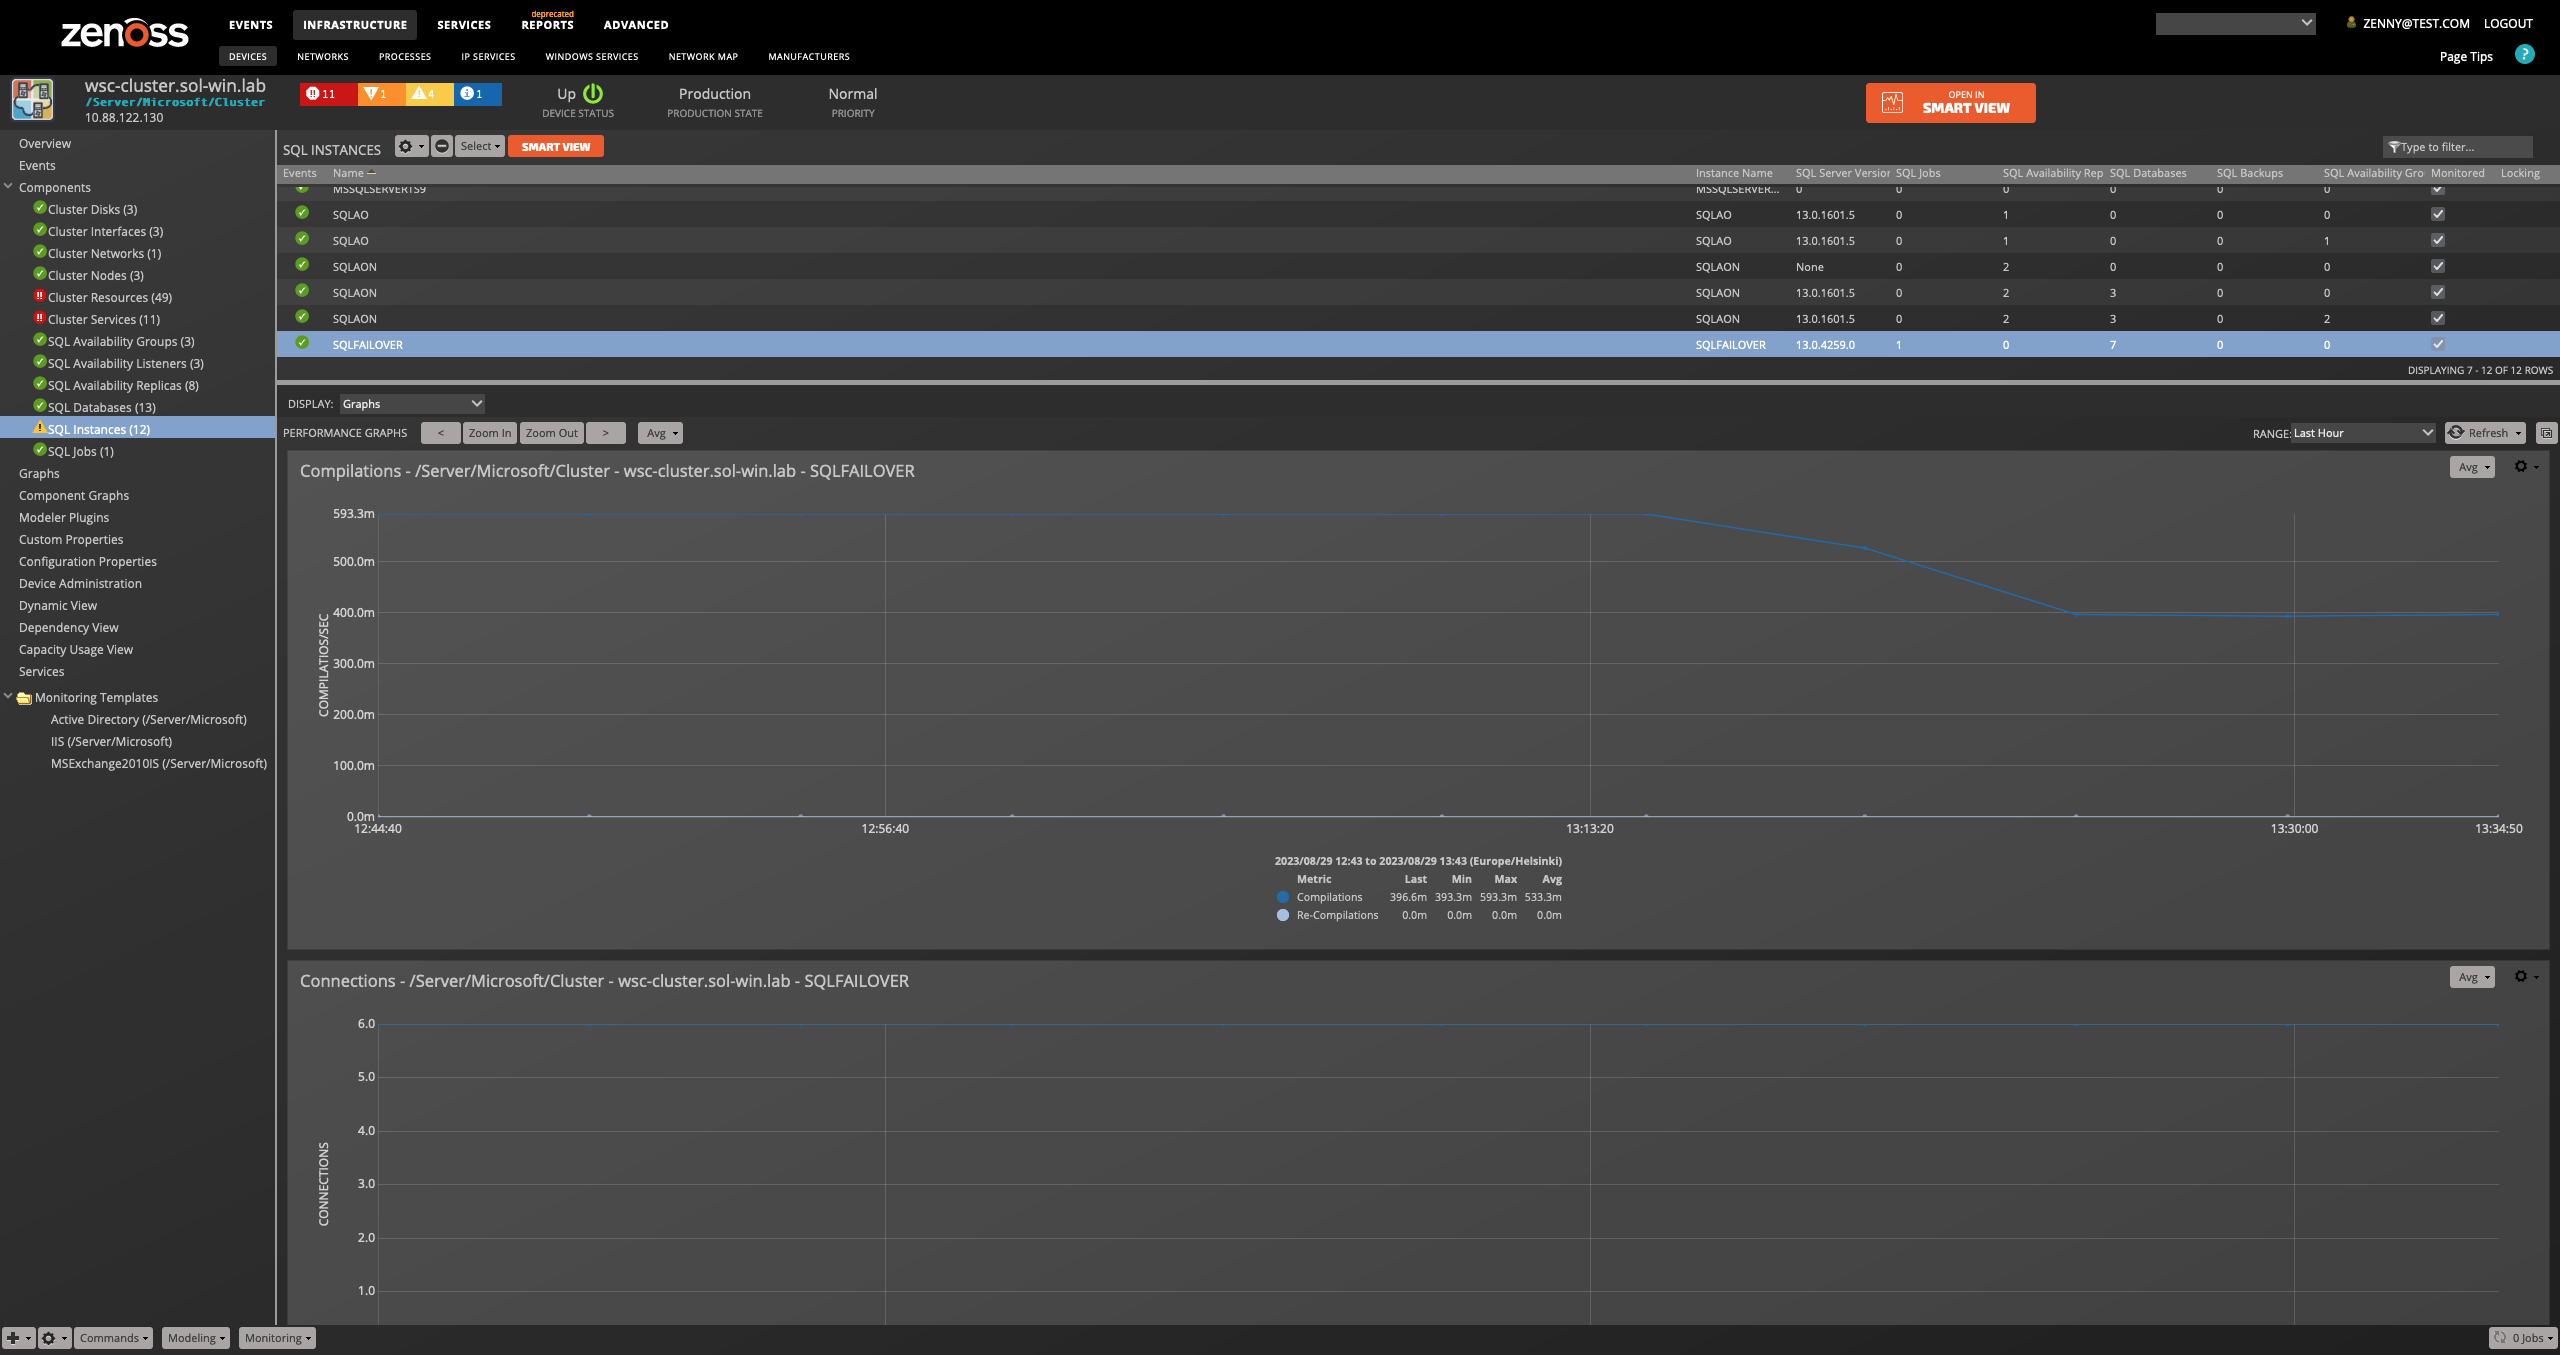 zenoss
EVENTS
INFRASTRUCTURE
SERVICES
deprecated
REPORTS
ADVANCED
ZENNY@TEST.COM
LOGOUT
DEVICES
NETWORKS
PROCESSES
IP SERVICES
WINDOWS SERVICES
NETWORK MAP
MANUFACTURERS
Page Tips
?
wsc-cluster.sol-win.lab
/Server/Microsoft/Cluster
10.88.122.130
11
1
4
1
Up
DEVICE STATUS
Production
PRODUCTION STATE
Normal
PRIORITY
OPEN IN
SMART VIEW
Overview
Events
Components
Cluster Disks (3)
Cluster Interfaces (3)
Cluster Networks (1)
Cluster Nodes (3)
Cluster Resources (49)
Cluster Services (11)
SQL Availability Groups (3)
SQL Availability Listeners (3)
SQL Availability Replicas (8)
SQL Databases (13)
SQL Instances (12)
SQL Jobs (1)
Graphs
Component Graphs
Modeler Plugins
Custom Properties
Configuration Properties
Device Administration
Dynamic View
Dependency View
Capacity Usage View
Services
Monitoring Templates
Active Directory (/Server/Microsoft)
IIS (/Server/Microsoft)
MSExchange2010IS (/Server/Microsoft)
SQL INSTANCES
Select
SMART VIEW
Type to filter...
Events Name Instance Name SQL Server Version SQL Jobs SQL Availability Rep SQL Databases SQL Backups SQL Availability Gro Monitored Locking
MSSQLSERVERTS9 MSSQLSERVER... 0 0 0 0 0 0
SQLAO SQLAO 13.0.1601.5 0 1 0 0 0
SQLAO SQLAO 13.0.1601.5 0 1 0 0 1
SQLAON SQLAON None 0 2 0 0 0
SQLAON SQLAON 13.0.1601.5 0 2 3 0 0
SQLAON SQLAON 13.0.1601.5 0 2 3 0 2
SQLFAILOVER SQLFAILOVER 13.0.4259.0 1 0 7 0 0
DISPLAYING 7 - 12 OF 12 ROWS
DISPLAY: Graphs
PERFORMANCE GRAPHS < Zoom In Zoom Out > Avg
RANGE: Last Hour Refresh
Compilations - /Server/Microsoft/Cluster - wsc-cluster.sol-win.lab - SQLFAILOVER
Avg
593.3m
500.0m
400.0m
300.0m
200.0m
100.0m
0.0m
COMPILATIOS/SEC
12:44:40 12:56:40 13:13:20 13:30:00 13:34:50
2023/08/29 12:43 to 2023/08/29 13:43 (Europe/Helsinki)
Metric Last Min Max Avg
Compilations 396.6m 393.3m 593.3m 533.3m
Re-Compilations 0.0m 0.0m 0.0m 0.0m
Connections - /Server/Microsoft/Cluster - wsc-cluster.sol-win.lab - SQLFAILOVER
Avg
6.0
5.0
4.0
3.0
2.0
1.0
CONNECTIONS
Commands
Modeling
Monitoring
0 Jobs